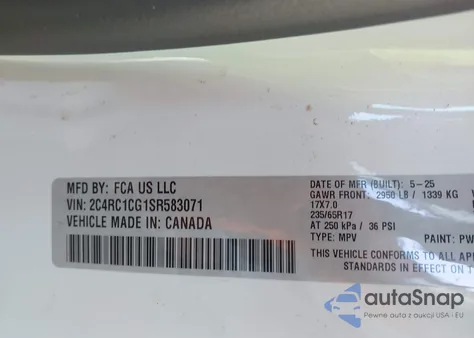 MFD BY: FCA US LLC
VIN: 2C4RC1CG1SR583071
VEHICLE MADE IN: CANADA
DATE OF MFR (BUILT): 5-25
GAWR FRONT: 2950 LB / 1339 KG
17X7.0
235/65R17
AT 250 kPa / 36 PSI
TYPE: MPV PAINT: PW
THIS VEHICLE CONFORMS TO ALL
STANDARDS IN EFFECT ON
autoSnap
Pewne auto z aukcji USA i EU